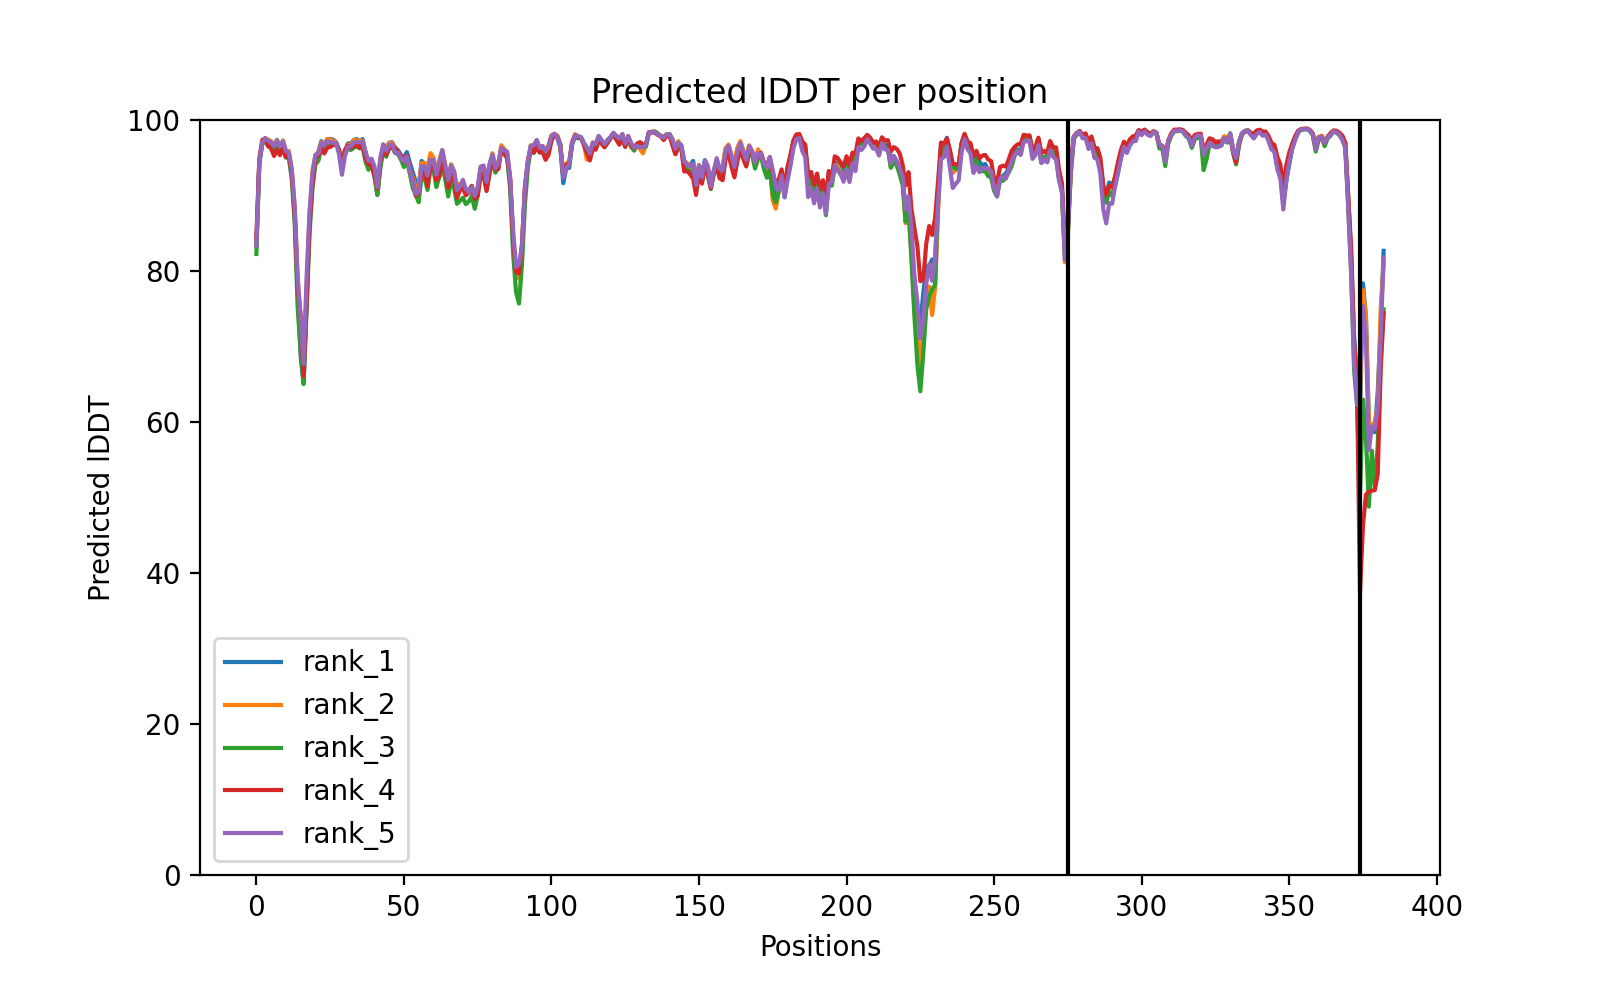 Predicted lDDT per position
100
80
60
40
20
0
Predicted lDDT
rank_1
rank_2
rank_3
rank_4
rank_5
0 50 100 150 200 250 300 350 400
Positions